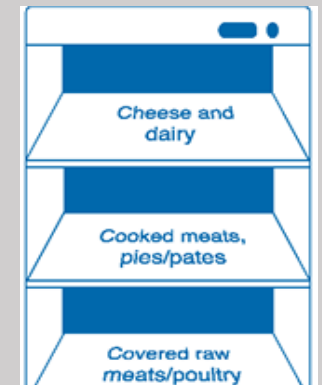 Cheese and
dairy
Cooked meats,
pies/pates
Covered raw
meats/poultry